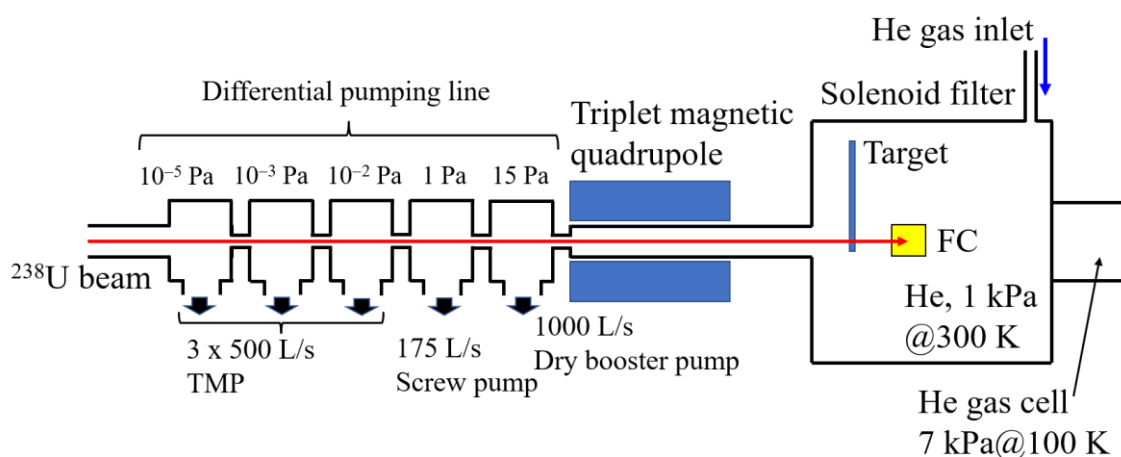 He gas inlet
Differential pumping line
Solenoid filter
Triplet magnetic
quadrupole
Target
10⁻⁵ Pa
10⁻³ Pa
10⁻² Pa
1 Pa
15 Pa
²³⁸U beam
FC
He, 1 kPa
@300 K
3 x 500 L/s
TMP
175 L/s
Screw pump
1000 L/s
Dry booster pump
He gas cell
7 kPa@100 K